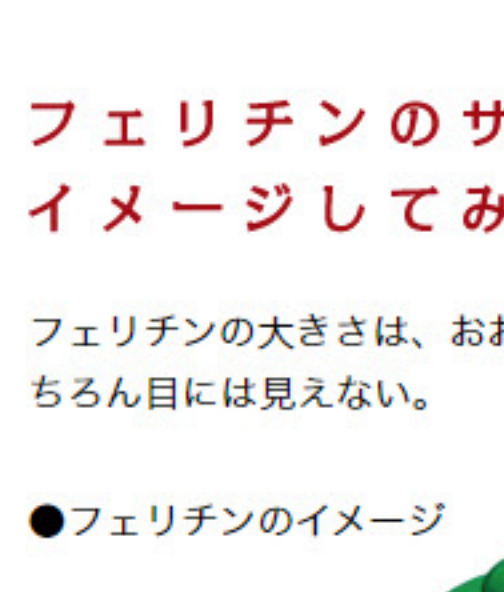 フェリチンのサ
イメージしてみ
フェリチンの大きさは、おお
ちろん目には見えない。
●フェリチンのイメージ